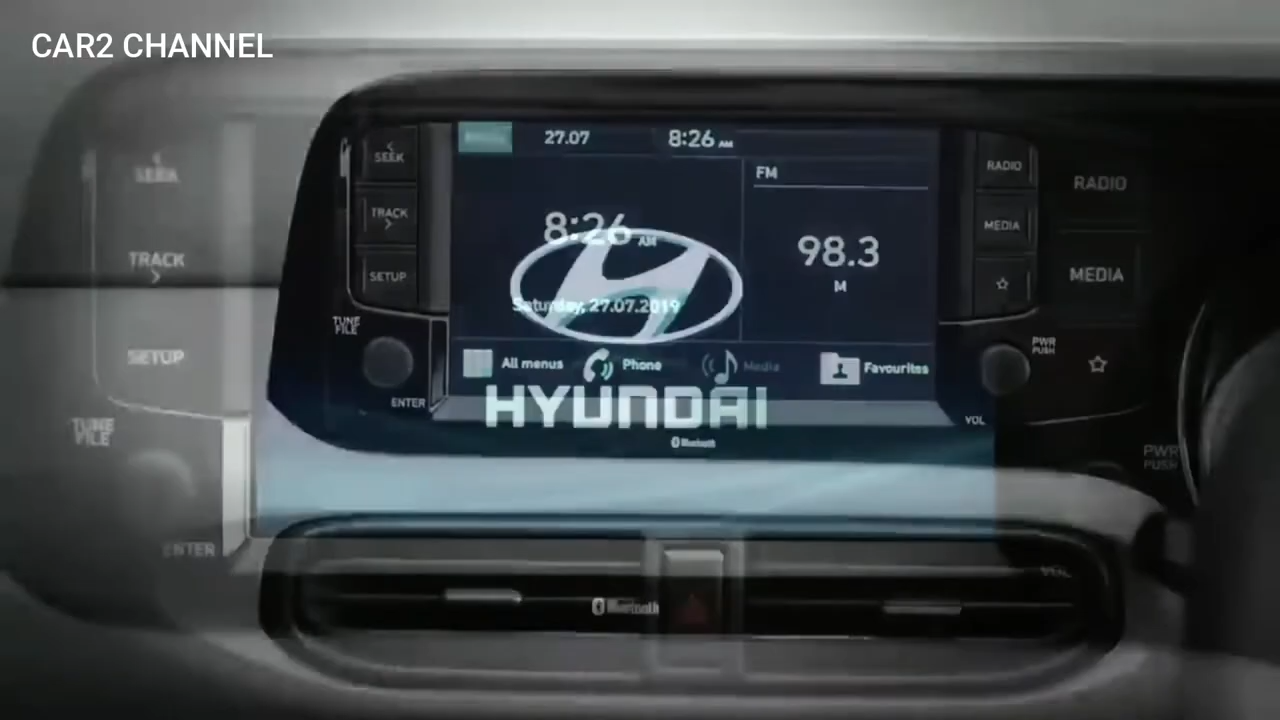 CAR2 CHANNEL
27.07 8:26 AM
SEEK
TRACK
SETUP
TUNE
FILE
ENTER
FM
98.3
M
8:26 AM
Saturday, 27.07.2019
All menus Phone Media Favourites
HYUNDAI
Bluetooth
RADIO
MEDIA
PWR
PUSH
VOL
SEEK
TRACK
SETUP
TUNE
FILE
ENTER
RADIO
MEDIA
PWR
PUSH
VOL
Bluetooth